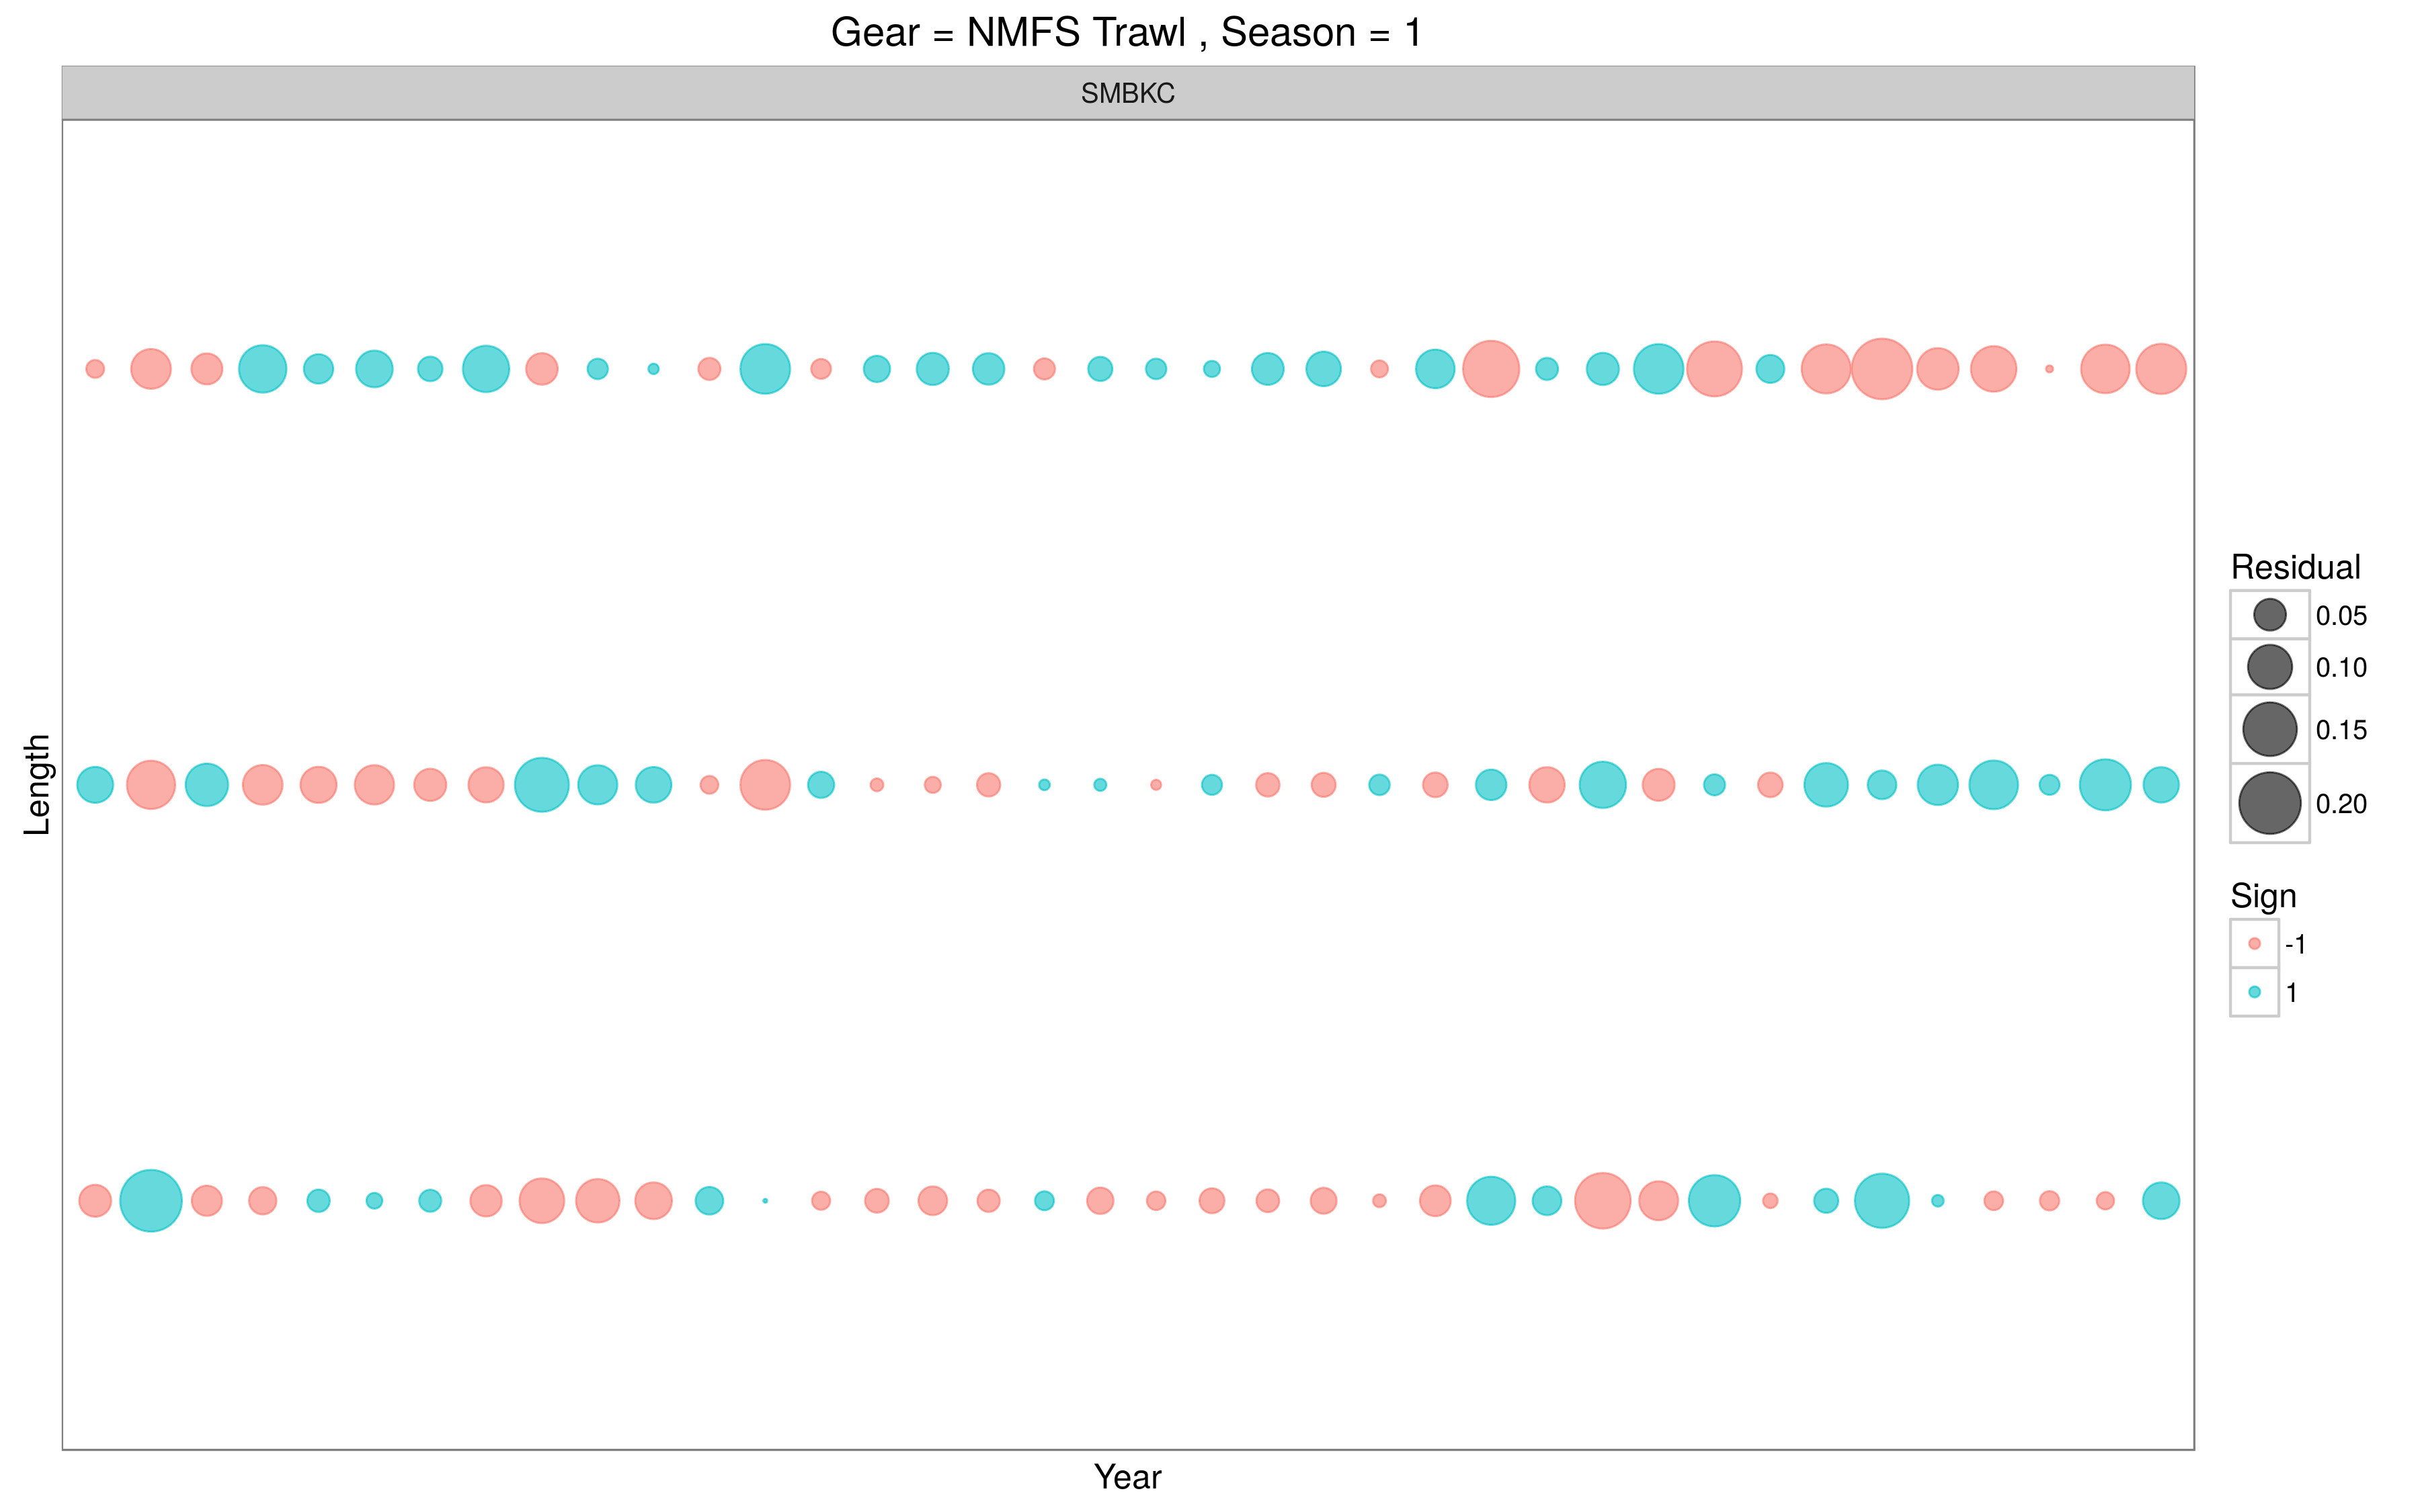 Gear = NMFS Trawl , Season = 1
SMBKC
Length
Year
Residual
0.05
0.10
0.15
0.20
Sign
-1
1